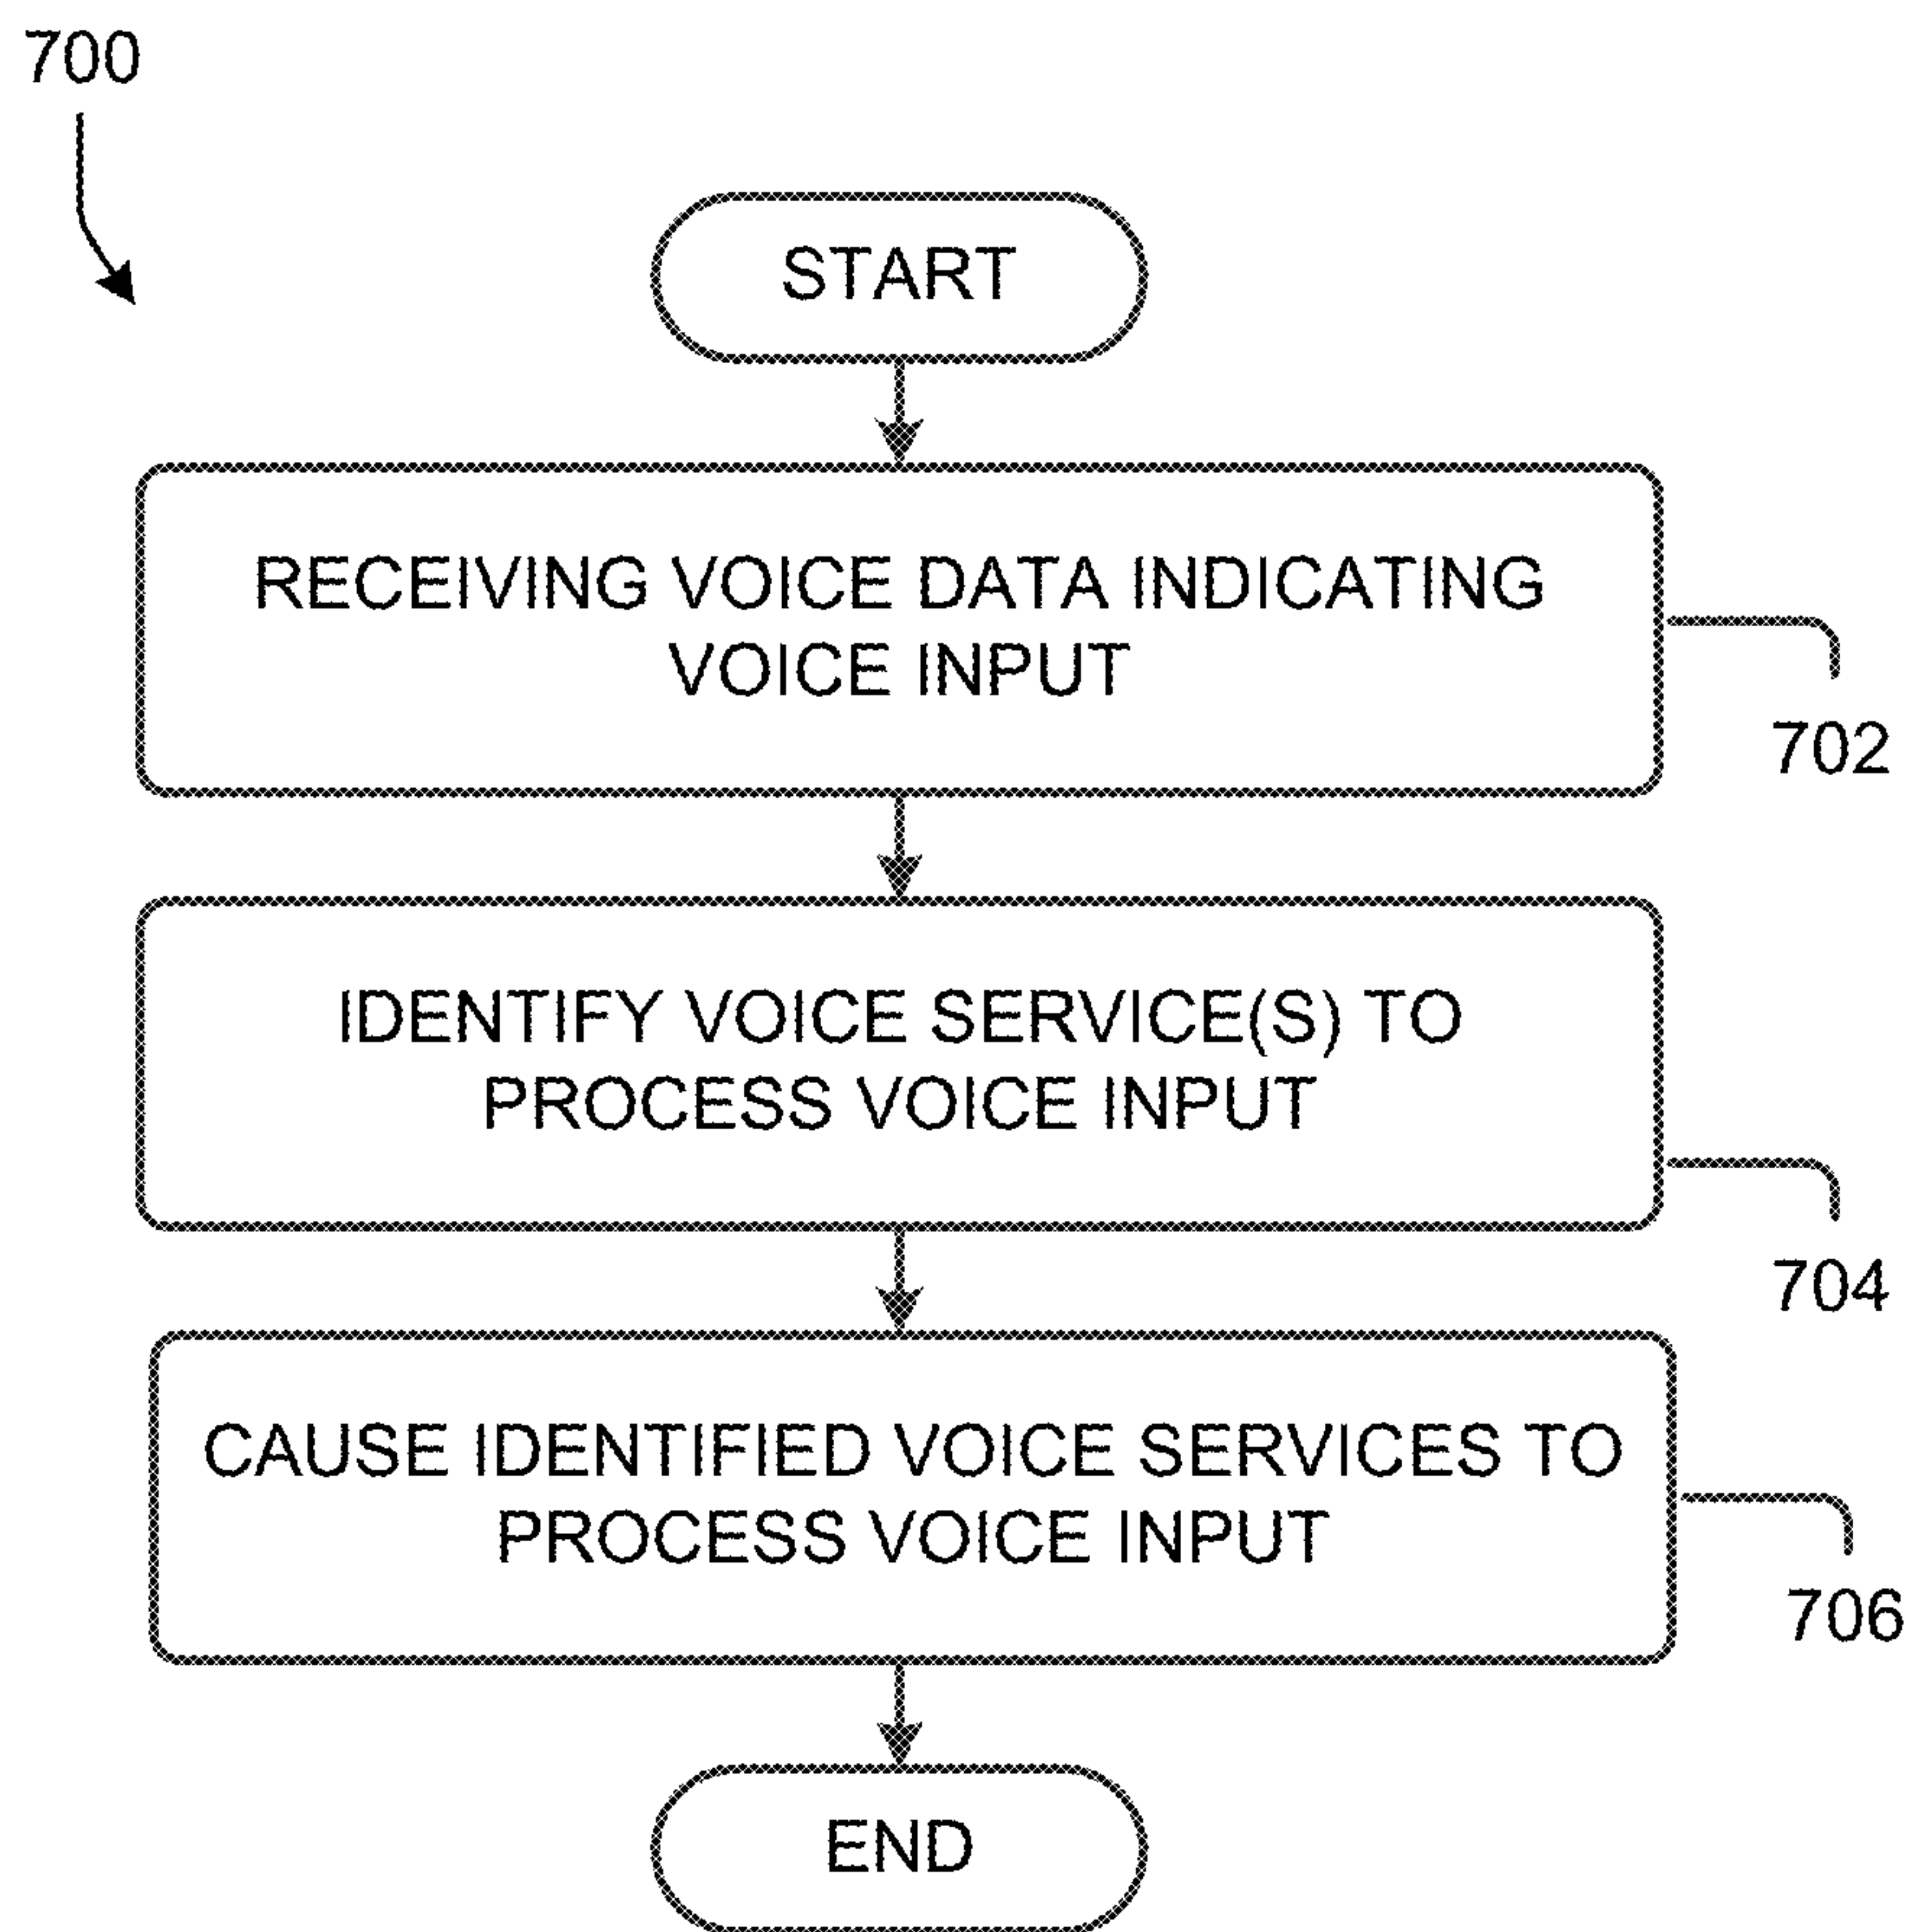 700
START
RECEIVING VOICE DATA INDICATING
VOICE INPUT
702
IDENTIFY VOICE SERVICE(S) TO
PROCESS VOICE INPUT
704
CAUSE IDENTIFIED VOICE SERVICES TO
PROCESS VOICE INPUT
706
END